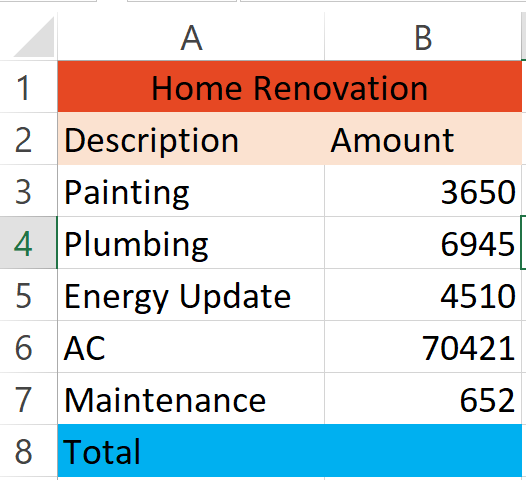 A B
1 Home Renovation
2 Description Amount
3 Painting 3650
4 Plumbing 6945
5 Energy Update 4510
6 AC 70421
7 Maintenance 652
8 Total